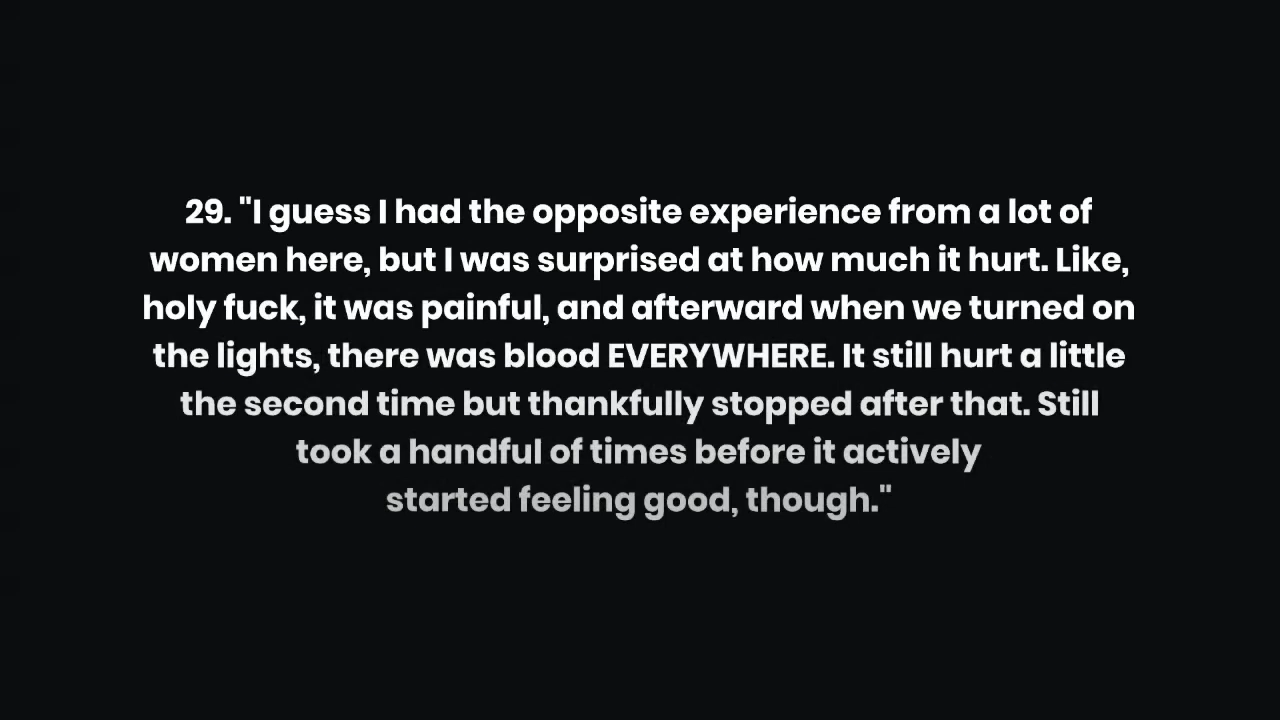 29. "I guess I had the opposite experience from a lot of
women here, but I was surprised at how much it hurt. Like,
holy fuck, it was painful, and afterward when we turned on
the lights, there was blood EVERYWHERE. It still hurt a little
the second time but thankfully stopped after that. Still
took a handful of times before it actively
started feeling good, though."